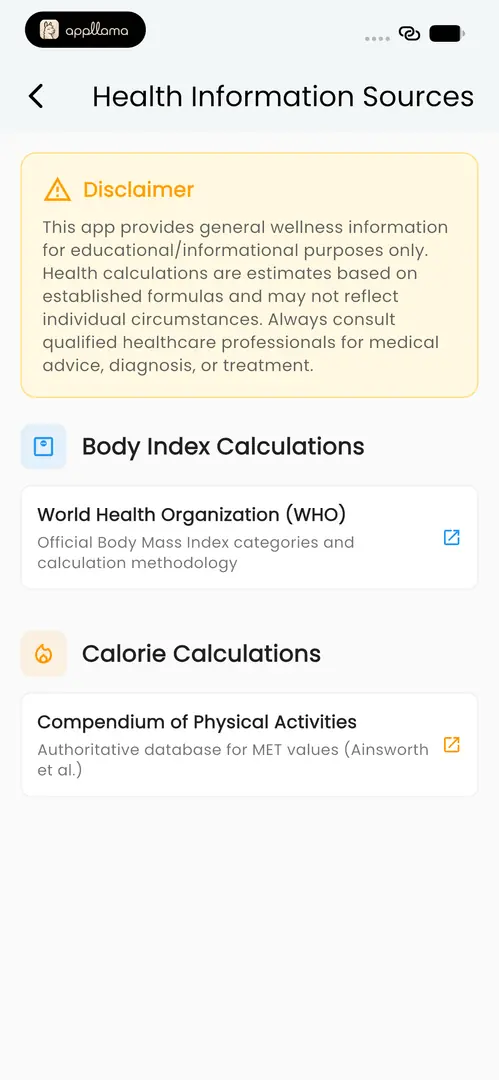 appllama
Health Information Sources
Disclaimer
This app provides general wellness information
for educational/informational purposes only.
Health calculations are estimates based on
established formulas and may not reflect
individual circumstances. Always consult
qualified healthcare professionals for medical
advice, diagnosis, or treatment.
Body Index Calculations
World Health Organization (WHO)
Official Body Mass Index categories and
calculation methodology
Calorie Calculations
Compendium of Physical Activities
Authoritative database for MET values (Ainsworth
et al.)